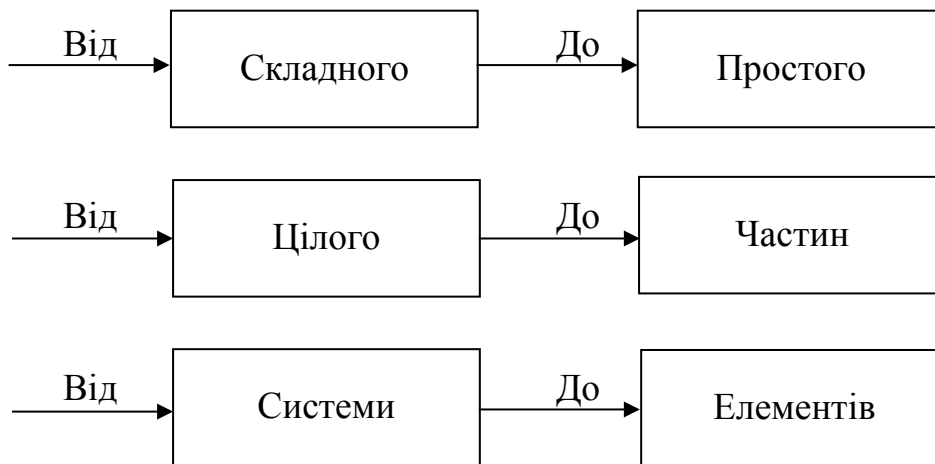 Від Складного До Простого
Від Цілого До Частин
Від Системи До Елементів